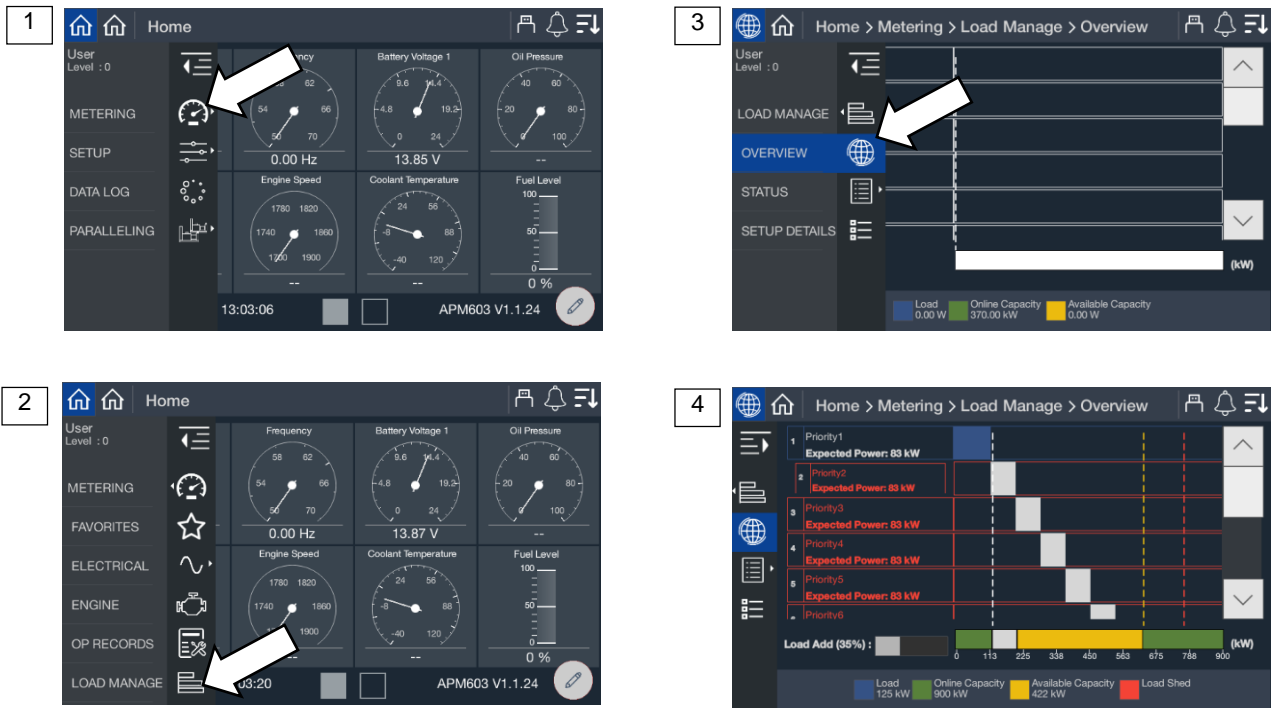 1
Home
User
Level : 0
METERING
SETUP
DATA LOG
PARALLELING
62
54 66
50 70
0.00 Hz
Battery Voltage 1
9.6 14.4
-4.8 19.2
0 24
13.85 V
Oil Pressure
40 60
20 80
0 100
--
Engine Speed
1780 1820
1740 1860
1700 1900
--
Coolant Temperature
24 56
-8 88
-40 120
--
Fuel Level
100
50
0
0 %
13:03:06
APM603 V1.1.24
3
Home > Metering > Load Manage > Overview
User
Level : 0
LOAD MANAGE
OVERVIEW
STATUS
SETUP DETAILS
(kW)
Load
0.00 W
Online Capacity
370.00 kW
Available Capacity
0.00 W
2
Home
User
Level : 0
METERING
FAVORITES
ELECTRICAL
ENGINE
OP RECORDS
LOAD MANAGE
Frequency
58 62
54 66
50 70
0.00 Hz
Battery Voltage 1
9.6 14.4
-4.8 19.2
0 24
13.87 V
Oil Pressure
40 60
20 80
0 100
--
Engine Speed
1780 1820
1740 1860
1900
--
Coolant Temperature
24 56
-8 88
-40 120
--
Fuel Level
100
50
0
0 %
03:20
APM603 V1.1.24
4
Home > Metering > Load Manage > Overview
1 Priority1
Expected Power: 83 kW
2 Priority2
Expected Power: 83 kW
3 Priority3
Expected Power: 83 kW
4 Priority4
Expected Power: 83 kW
5 Priority5
Expected Power: 83 kW
Priority6
Load Add (35%) :
0 113 225 338 450 563 675 788 900 (kW)
Load
125 kW
Online Capacity
900 kW
Available Capacity
422 kW
Load Shed